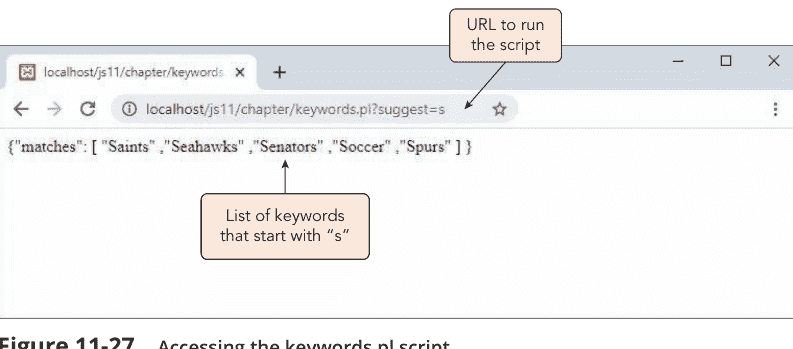 URL to run
the script
localhost/js11/chapter/keywords
localhost/js11/chapter/keywords.pl?suggest=s
{"matches": [ "Saints" ,"Seahawks" ,"Senators" ,"Soccer" ,"Spurs" ] }
List of keywords
that start with “s”
Figure 11-27 Accessing the keywords.pl script